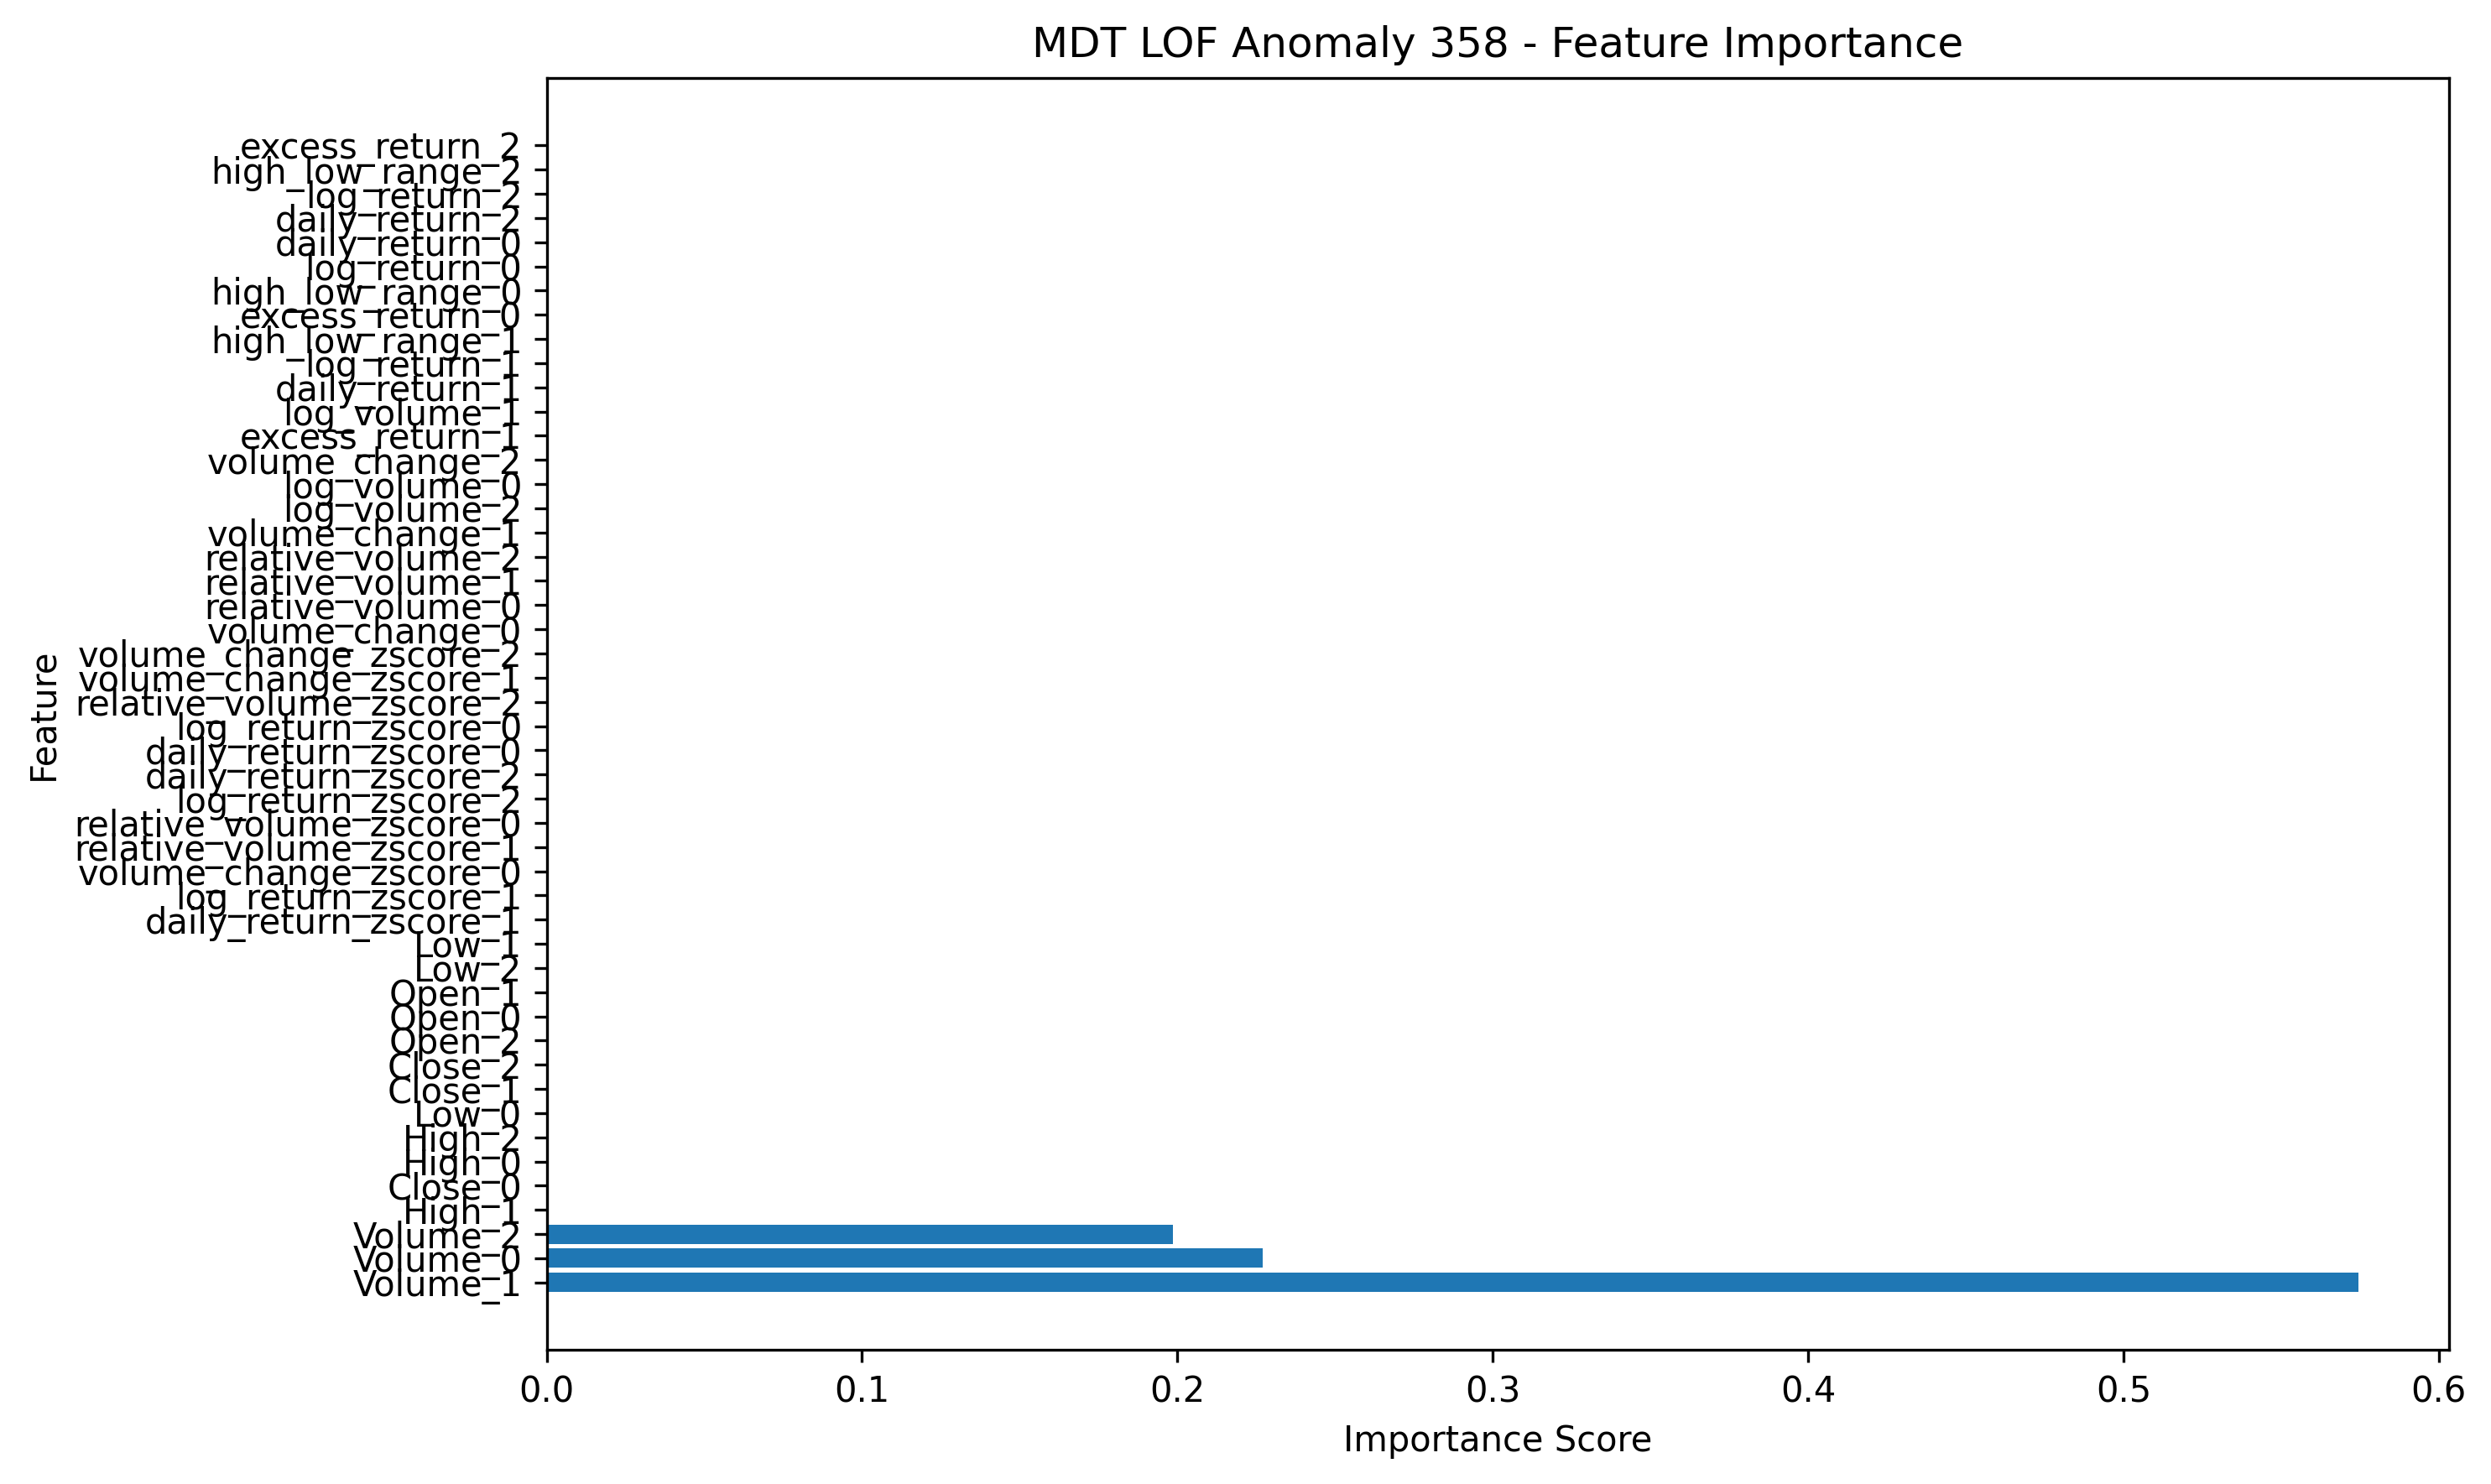 MDT LOF Anomaly 358 - Feature Importance
excess_return_2
high_low_range_2
log_return_2
daily_return_2
daily_return_0
log_return_0
high_low_range_0
excess_return_0
high_low_range_1
log_return_1
daily_return_1
log_volume_1
excess_return_1
volume_change_2
log_volume_0
log_volume_2
volume_change_1
relative_volume_2
relative_volume_1
relative_volume_0
volume_change_0
volume_change_zscore_2
volume_change_zscore_1
relative_volume_zscore_2
log_return_zscore_0
daily_return_zscore_0
daily_return_zscore_2
log_return_zscore_2
relative_volume_zscore_0
relative_volume_zscore_1
volume_change_zscore_0
log_return_zscore_1
daily_return_zscore_1
Low_1
Low_2
Open_1
Open_0
Open_2
Close_2
Close_1
Low_0
High_2
High_0
Close_0
High_1
Volume_2
Volume_0
Volume_1
Feature
0.0 0.1 0.2 0.3 0.4 0.5 0.6
Importance Score